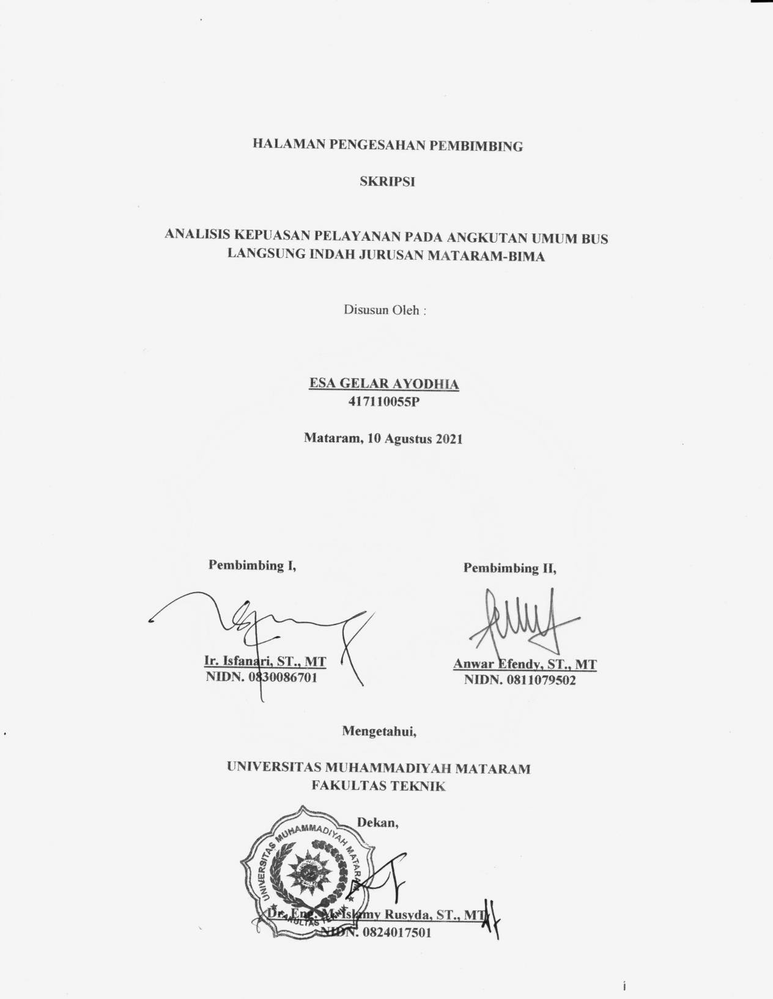 HALAMAN PENGESAHAN PEMBIMBING
SKRIPSI
ANALISIS KEPUASAN PELAYANAN PADA ANGKUTAN UMUM BUS
LANGSUNG INDAH JURUSAN MATARAM-BIMA
Disusun Oleh :
ESA GELAR AYODHIA
417110055P
Mataram, 10 Agustus 2021
Pembimbing I,
Pembimbing II,
Ir. Isfanari, ST., MT
NIDN. 0830086701
Anwar Efendy, ST., MT
NIDN. 0811079502
Mengetahui,
UNIVERSITAS MUHAMMADIYAH MATARAM
FAKULTAS TEKNIK
Dekan,
UNIVERSITAS MUHAMMADIYAH MATARAM
FAKULTAS TEKNIK
Dr. Eng. M. Islamy Rusyda, ST., MT
NIDN. 0824017501
i